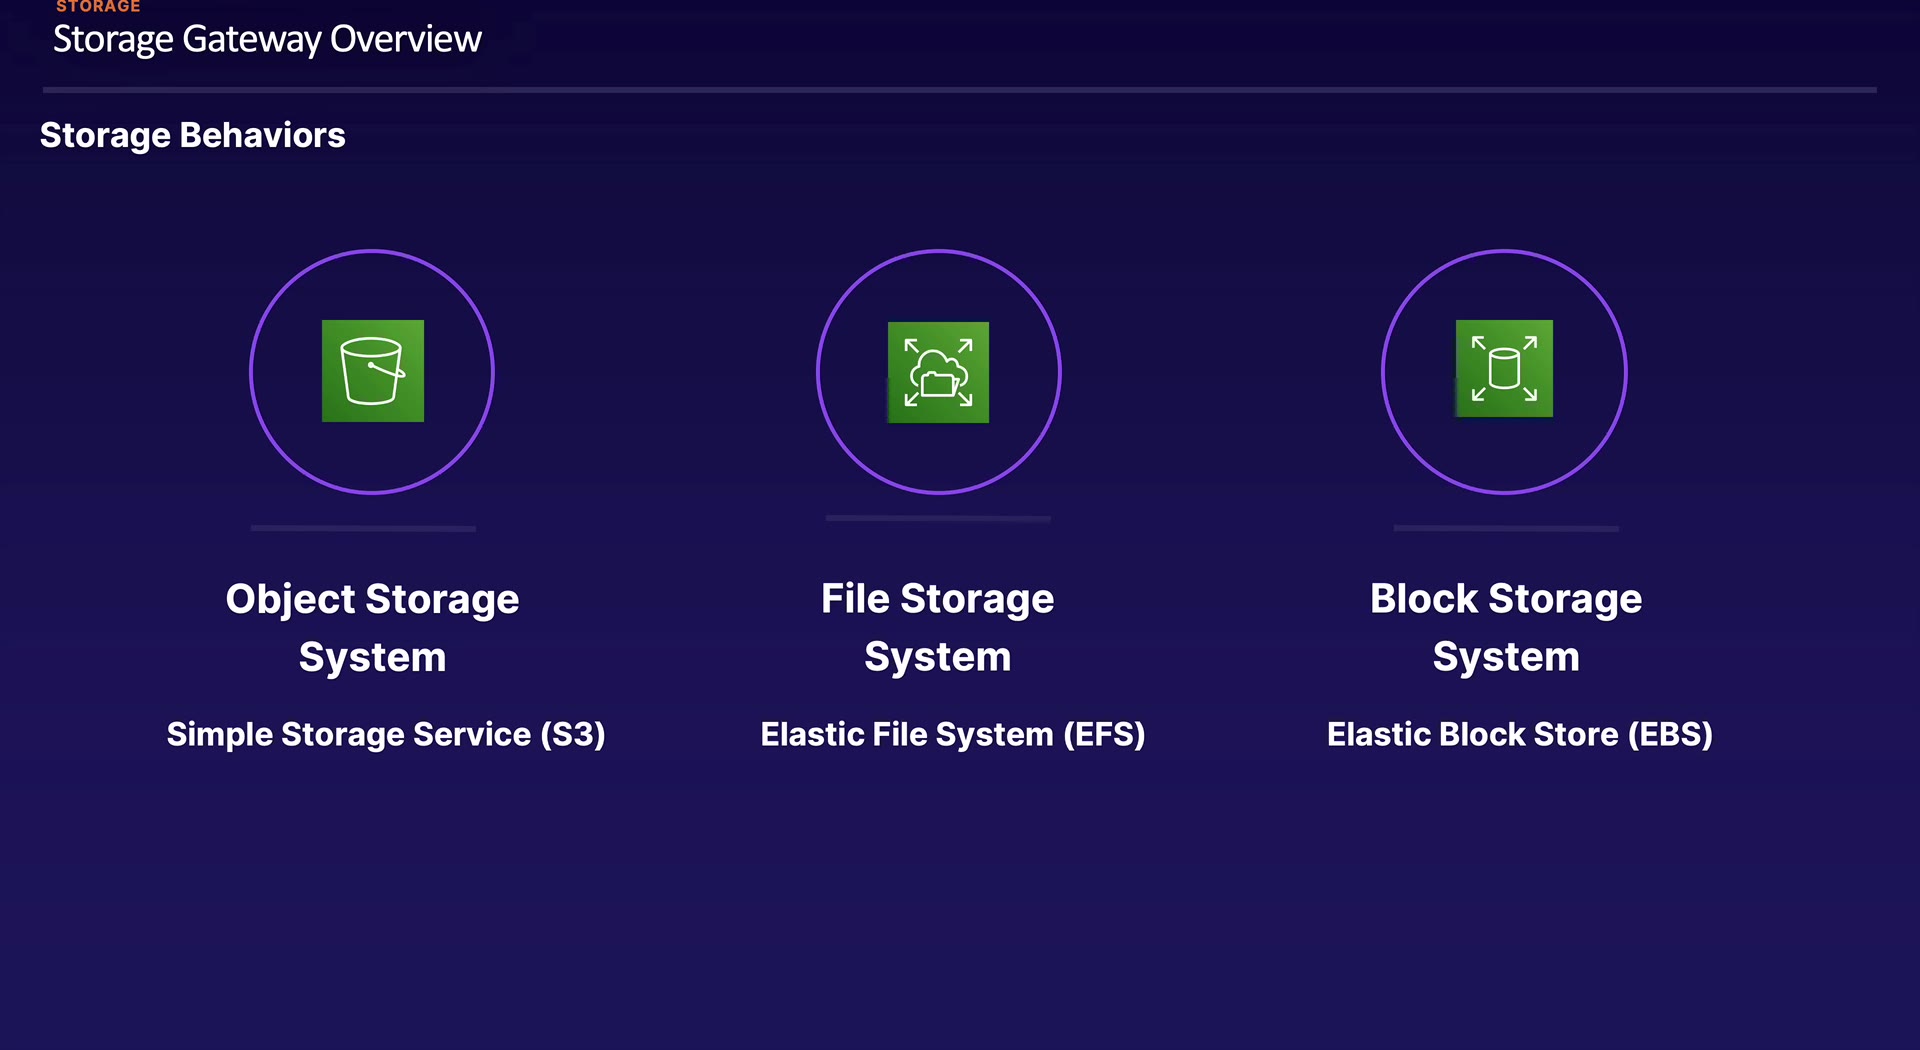 STORAGE
Storage Gateway Overview
Storage Behaviors
Object Storage
System
Simple Storage Service (S3)
File Storage
System
Elastic File System (EFS)
Block Storage
System
Elastic Block Store (EBS)